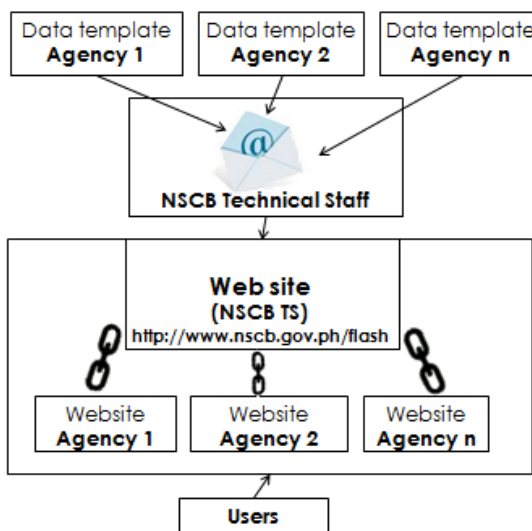 Data template
Agency 1
Data template
Agency 2
Data template
Agency n
@
NSCB Technical Staff
Web site
(NSCB TS)
http://www.nscb.gov.ph/flash
Website
Agency 1
Website
Agency 2
Website
Agency n
Users